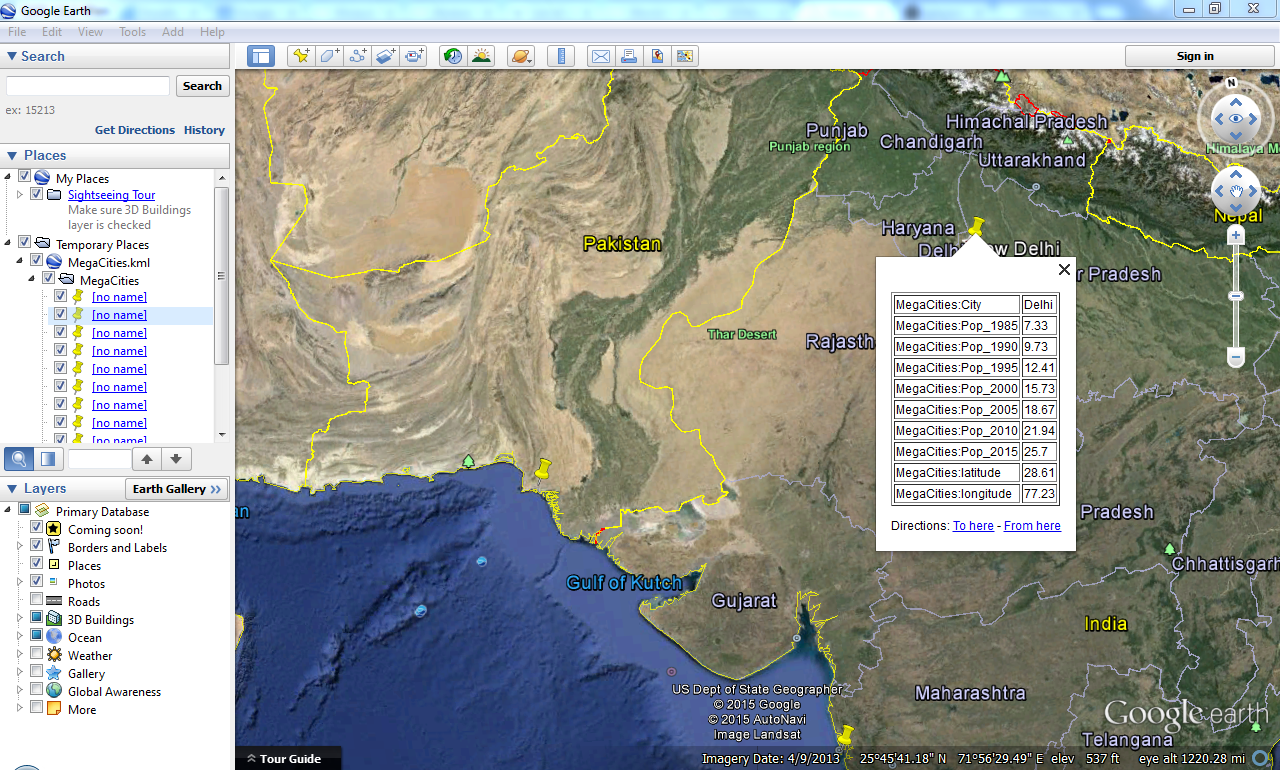 Google Earth
File Edit View Tools Add Help
Search
Search
ex: 15213
Get Directions History
Places
My Places
Sightseeing Tour
Make sure 3D Buildings
layer is checked
Temporary Places
MegaCities.kml
MegaCities
[no name]
[no name]
[no name]
[no name]
[no name]
[no name]
[no name]
[no name]
[no name]
Layers
Earth Gallery >>
Primary Database
Coming soon!
Borders and Labels
Places
Photos
Roads
3D Buildings
Ocean
Weather
Gallery
Global Awareness
More
Sign in
N
Punjab
Punjab region
Chandigarh
Himachal Pradesh
Uttarakhand
Nepal
Pakistan
Haryana
Delhi
Delhi
Pradesh
Thar Desert
MegaCities:City Delhi
MegaCities:Pop_1985 7.33
MegaCities:Pop_1990 9.73
MegaCities:Pop_1995 12.41
MegaCities:Pop_2000 15.73
MegaCities:Pop_2005 18.67
MegaCities:Pop_2010 21.94
MegaCities:Pop_2015 25.7
MegaCities:latitude 28.61
MegaCities:longitude 77.23
Directions: To here - From here
Pradesh
Gulf of Kutch
Gujarat
India
Maharashtra
Telangana
US Dept of State Geographer
© 2015 Google
© 2015 AutoNavi
Image Landsat
Google earth
Tour Guide
Imagery Date: 4/9/2013 25°45'41.18" N 71°56'29.49" E elev 537 ft eye alt 1220.28 mi